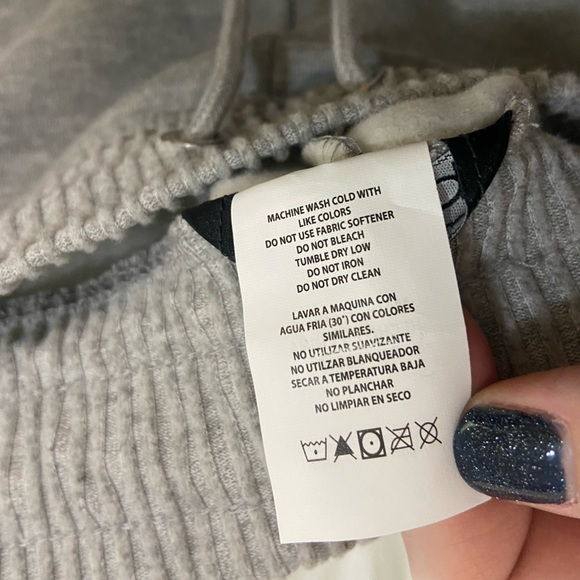 MACHINE WASH COLD WITH
LIKE COLORS
DO NOT USE FABRIC SOFTENER
DO NOT BLEACH
TUMBLE DRY LOW
DO NOT IRON
DO NOT DRY CLEAN
LAVAR A MAQUINA CON
AGUA FRIA (30°) CON COLORES
SIMILARES.
NO UTILIZAR SUAVIZANTE
NO UTILZAR BLANQUEADOR
SECAR A TEMPERATURA BAJA
NO PLANCHAR
NO LIMPIAR EN SECO